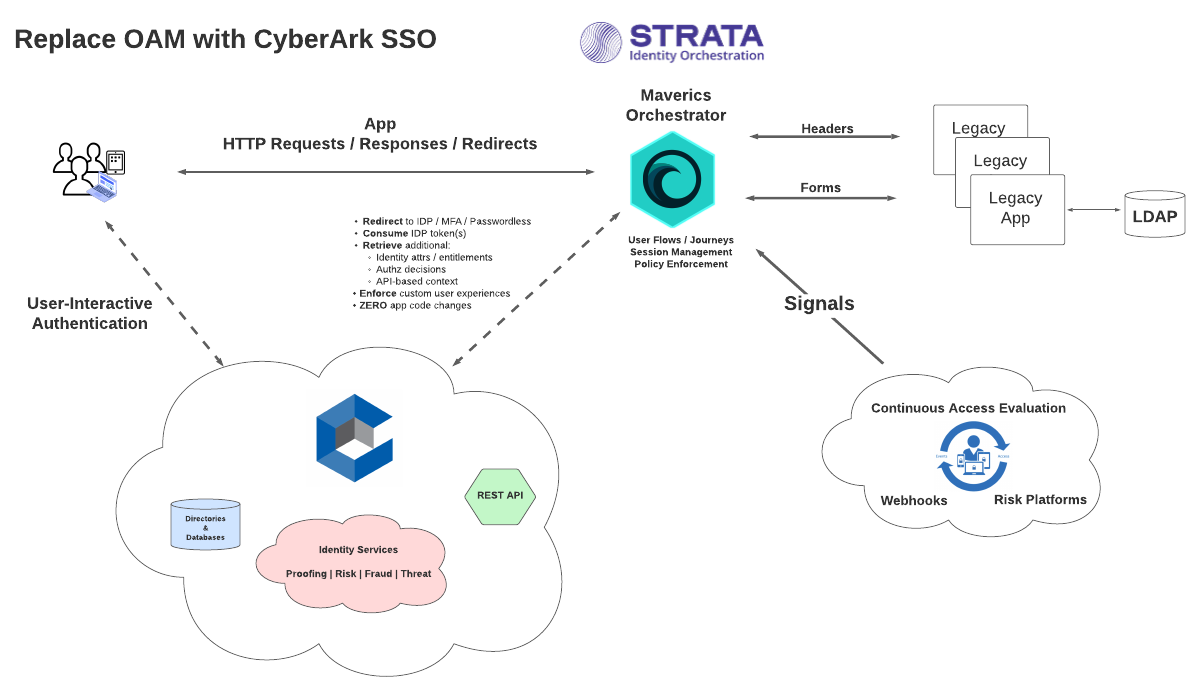 Replace OAM with CyberArk SSO
STRATA
Identity Orchestration
Maverics
Orchestrator
App
HTTP Requests / Responses / Redirects
Headers
Forms
Legacy
Legacy
Legacy
App
LDAP
• Redirect to IDP / MFA / Passwordless
• Consume IDP token(s)
• Retrieve additional:
◦ Identity attrs / entitlements
◦ Authz decisions
◦ API-based context
• Enforce custom user experiences
• ZERO app code changes
User Flows / Journeys
Session Management
Policy Enforcement
User-Interactive
Authentication
Signals
Continuous Access Evaluation
Events
Access
Webhooks
Risk Platforms
REST API
Directories
&
Databases
Identity Services
Proofing | Risk | Fraud | Threat